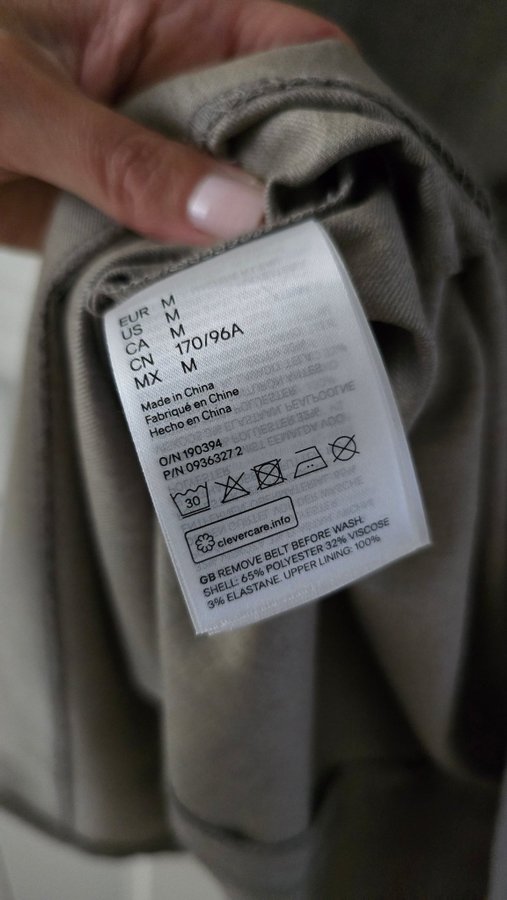 EUR M
US M
CA M
CN 170/96A
MX M
Made in China
Fabriqué en Chine
Hecho en China
O/N 190394
P/N 0936327 2
30
clevercare.info
GB REMOVE BELT BEFORE WASH.
SHELL: 65% POLYESTER 32% VISCOSE
3% ELASTANE. UPPER LINING: 100%